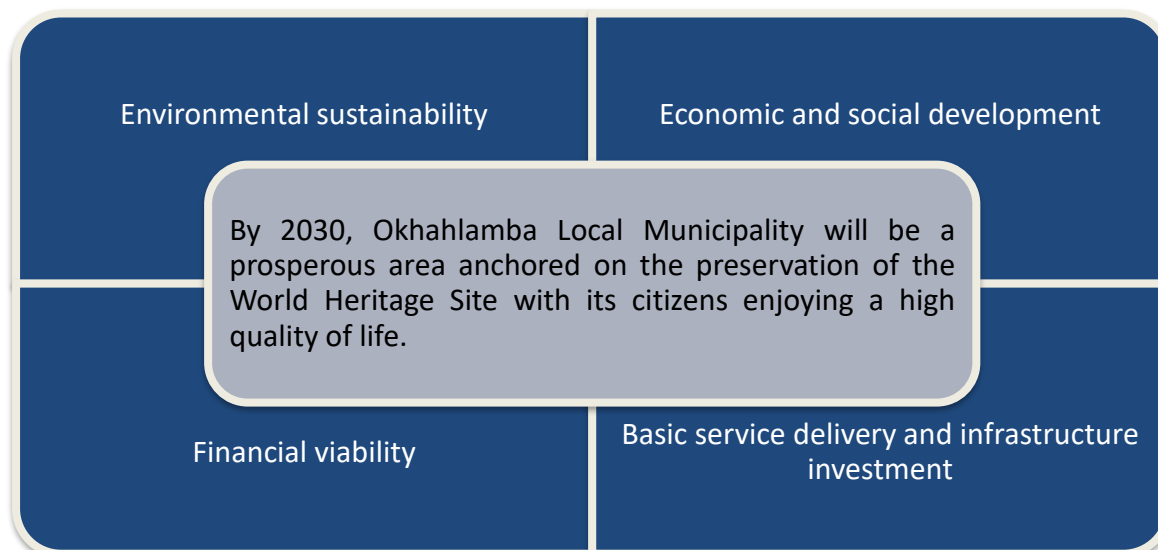 Environmental sustainability
Economic and social development
By 2030, Okhahlamba Local Municipality will be a
prosperous area anchored on the preservation of the
World Heritage Site with its citizens enjoying a high
quality of life.
Financial viability
Basic service delivery and infrastructure
investment